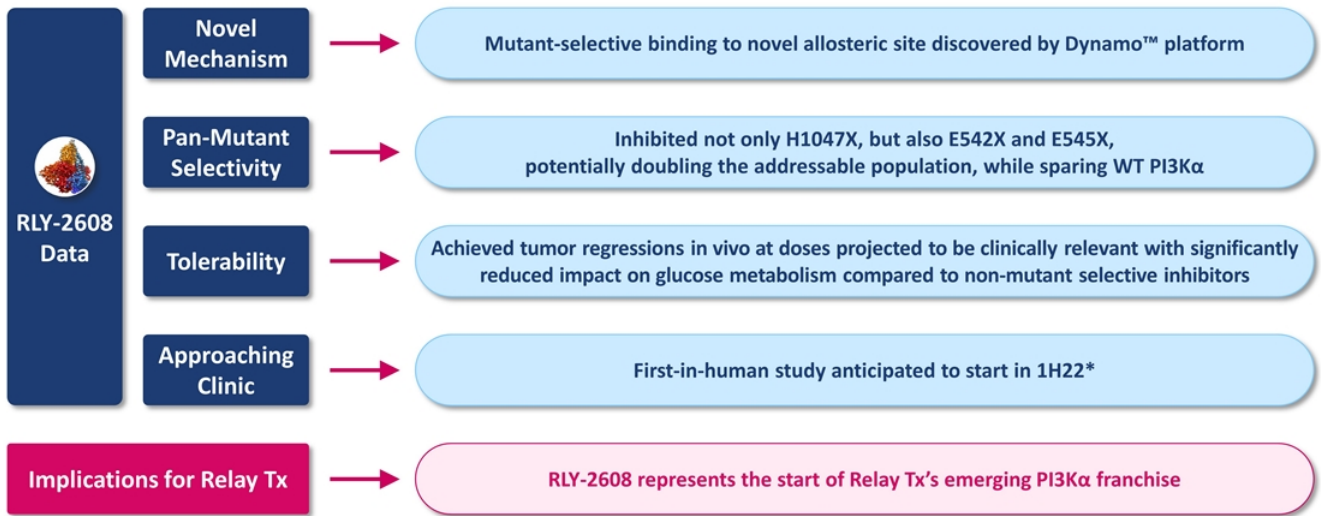 RLY-2608
Data
Novel
Mechanism
Mutant-selective binding to novel allosteric site discovered by Dynamo™ platform
Pan-Mutant
Selectivity
Inhibited not only H1047X, but also E542X and E545X,
potentially doubling the addressable population, while sparing WT PI3Kα
Tolerability
Achieved tumor regressions in vivo at doses projected to be clinically relevant with significantly
reduced impact on glucose metabolism compared to non-mutant selective inhibitors
Approaching
Clinic
First-in-human study anticipated to start in 1H22*
Implications for Relay Tx
RLY-2608 represents the start of Relay Tx's emerging PI3Kα franchise